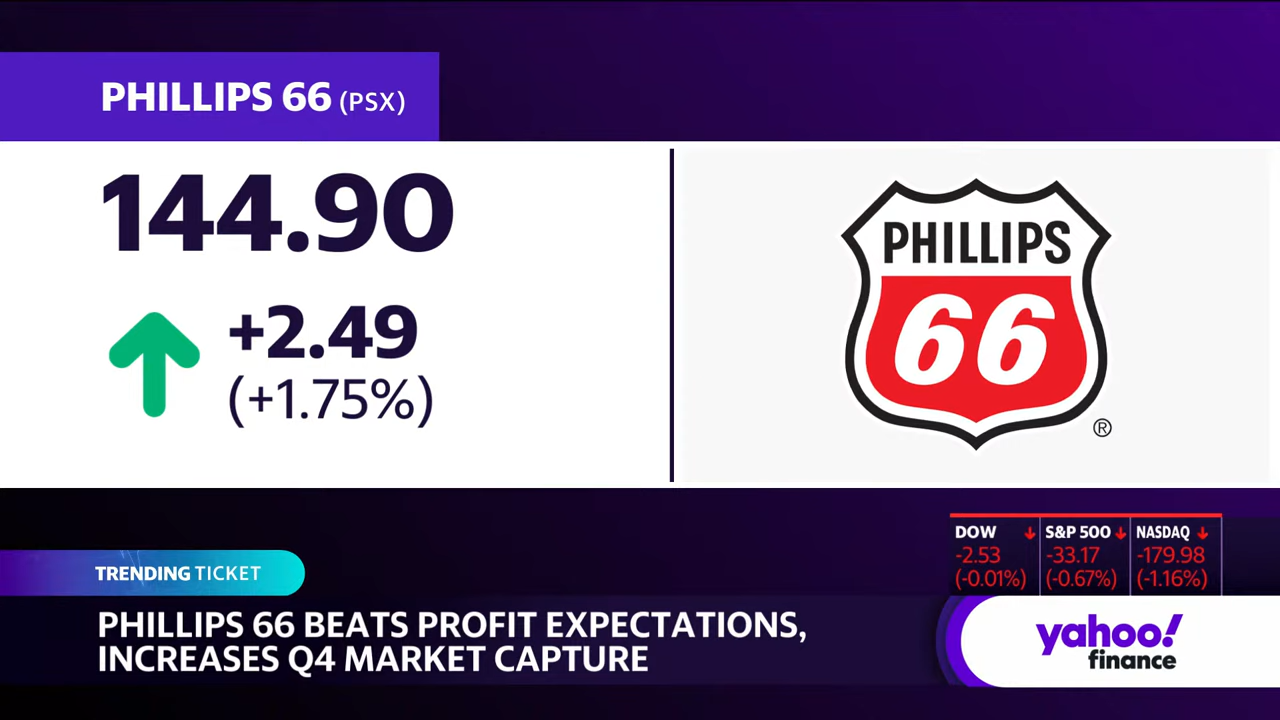 PHILLIPS 66 (PSX)
144.90
+2.49
(+1.75%)
PHILLIPS
66
®
TRENDING TICKET
PHILLIPS 66 BEATS PROFIT EXPECTATIONS,
INCREASES Q4 MARKET CAPTURE
DOW
-2.53
(-0.01%)
S&P 500
-33.17
(-0.67%)
NASDAQ
-179.98
(-1.16%)
yahoo!
finance